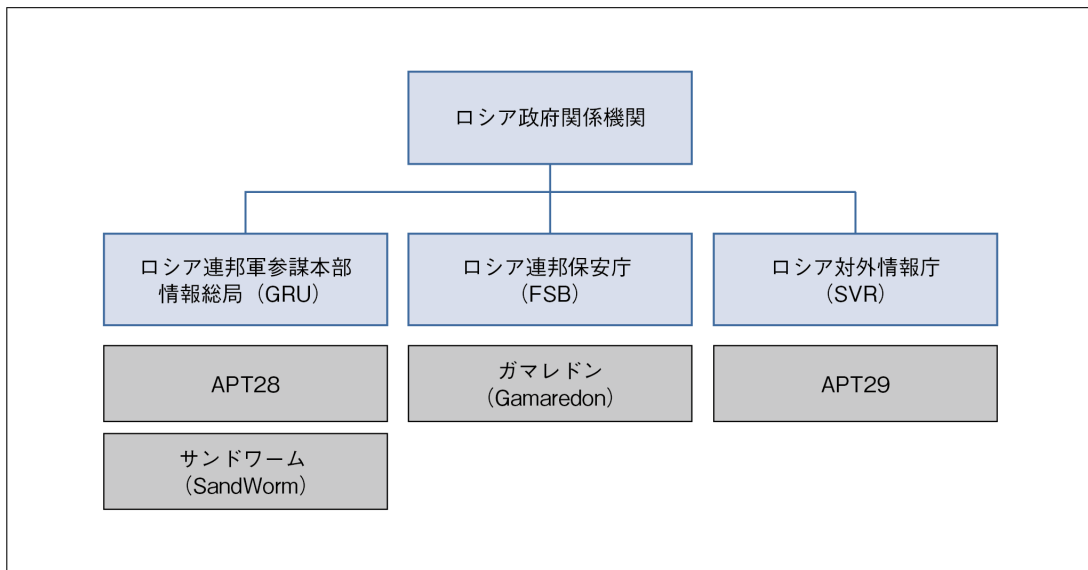 ロシア政府関係機関
ロシア連邦軍参謀本部
情報総局（GRU）
ロシア連邦保安庁
（FSB）
ロシア対外情報庁
（SVR）
APT28
ガマレドン
（Gamaredon）
APT29
サンドワーム
（SandWorm）